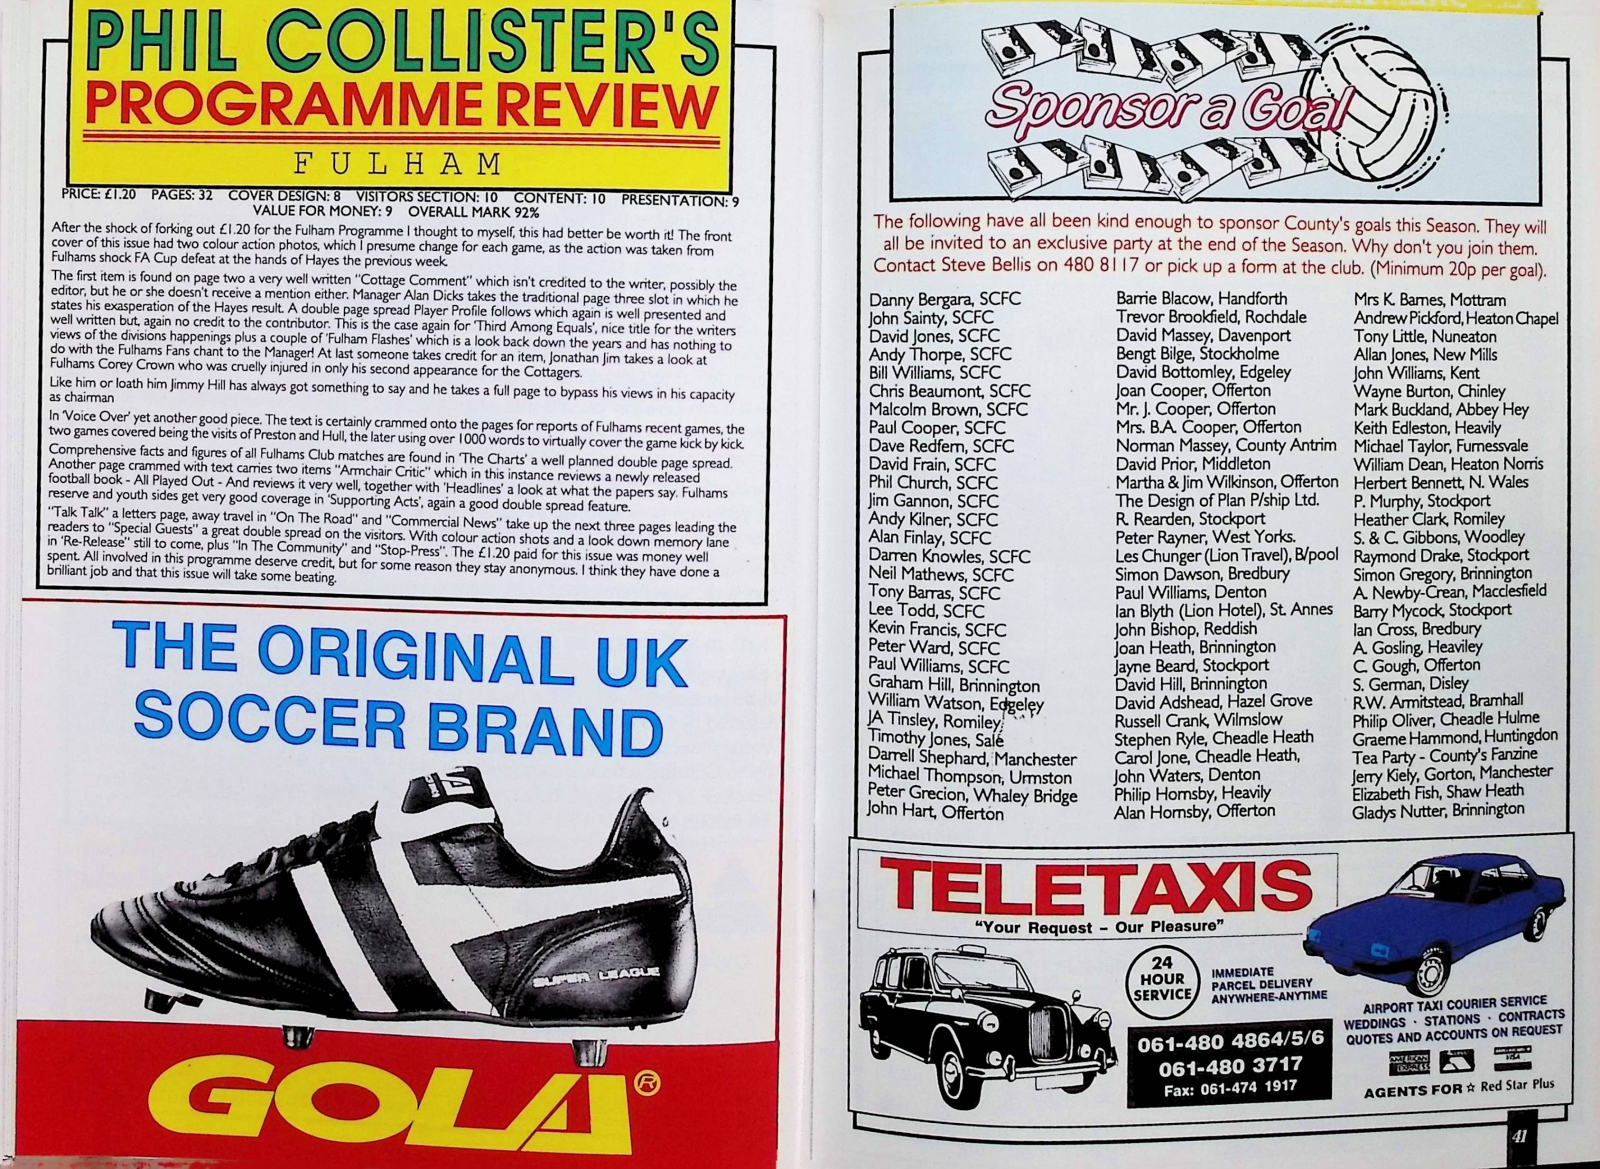 PHIL COLLISTER'S
PROGRAMME REVIEW
FULHAM
PRICE: £1.20 PAGES: 32 COVER DESIGN: 8 VISITORS SECTION: 10 CONTENT: 10 PRESENTATION: 9
VALUE FOR MONEY: 9 OVERALL MARK 92%
After the shock of forking out £1.20 for the Fulham Programme I thought to myself, this had better be worth it! The front
cover of this issue had two colour action photos, which I presume change for each game, as the action was taken from
Fulhams shock FA Cup defeat at the hands of Hayes the previous week.
The first item is found on page two a very well written "Cottage Comment" which isn't credited to the writer, possibly the
editor, but he or she doesn't receive a mention either. Manager Alan Dicks takes the traditional page three slot in which he
states his exasperation of the Hayes result. A double page spread Player Profile follows which again is well presented and
well written but, again no credit to the contributor. This is the case again for 'Third Among Equals', nice title for the writers
views of the divisions happenings plus a couple of 'Fulham Flashes' which is a look back down the years and has nothing to
do with the Fulhams Fans chant to the Manager! At last someone takes credit for an item, Jonathan Jim takes a look at
Fulhams Corey Crown who was cruelly injured in only his second appearance for the Cottagers.
Like him or loath him Jimmy Hill has always got something to say and he takes a full page to bypass his views in his capacity
as chairman
In 'Voice Over' yet another good piece. The text is certainly crammed onto the pages for reports of Fulhams recent games, the
two games covered being the visits of Preston and Hull, the later using over 1000 words to virtually cover the game kick by kick.
Comprehensive facts and figures of all Fulhams Club matches are found in 'The Charts' a well planned double page spread.
Another page crammed with text carries two items "Armchair Critic" which in this instance reviews a newly released
football book - All Played Out - And reviews it very well, together with 'Headlines' a look at what the papers say. Fulhams
reserve and youth sides get very good coverage in 'Supporting Acts', again a good double spread feature.
"Talk Talk" a letters page, away travel in "On The Road" and "Commercial News" take up the next three pages leading the
readers to "Special Guests" a great double spread on the visitors. With colour action shots and a look down memory lane
in 'Re-Release" still to come, plus "In The Community" and "Stop-Press". The £1.20 paid for this issue was money well
spent. All involved in this programme deserve credit, but for some reason they stay anonymous. I think they have done a
brilliant job and that this issue will take some beating.
THE ORIGINAL UK
SOCCER BRAND
SUPER LEAGUE
GOLA®
Sponsor a Goal
The following have all been kind enough to sponsor County's goals this Season. They will
all be invited to an exclusive party at the end of the Season. Why don't you join them.
Contact Steve Bellis on 480 8117 or pick up a form at the club. (Minimum 20p per goal).
Danny Bergara, SCFC
John Sainty, SCFC
David Jones, SCFC
Andy Thorpe, SCFC
Bill Williams, SCFC
Chris Beaumont, SCFC
Malcolm Brown, SCFC
Paul Cooper, SCFC
Dave Redfern, SCFC
David Frain, SCFC
Phil Church, SCFC
Jim Gannon, SCFC
Andy Kilner, SCFC
Alan Finlay, SCFC
Darren Knowles, SCFC
Neil Mathews, SCFC
Tony Barras, SCFC
Lee Todd, SCFC
Kevin Francis, SCFC
Peter Ward, SCFC
Paul Williams, SCFC
Graham Hill, Brinnington
William Watson, Edgeley
JA Tinsley, Romiley
Timothy Jones, Sale
Darrell Shephard, Manchester
Michael Thompson, Urmston
Peter Grecion, Whaley Bridge
John Hart, Offerton
Barrie Blacow, Handforth
Trevor Brookfield, Rochdale
David Massey, Davenport
Bengt Bilge, Stockholme
David Bottomley, Edgeley
Joan Cooper, Offerton
Mr. J. Cooper, Offerton
Mrs. B.A. Cooper, Offerton
Norman Massey, County Antrim
David Prior, Middleton
Martha & Jim Wilkinson, Offerton
The Design of Plan P/ship Ltd.
R. Rearden, Stockport
Peter Rayner, West Yorks.
Les Chunger (Lion Travel), B/pool
Simon Dawson, Bredbury
Paul Williams, Denton
Ian Blyth (Lion Hotel), St. Annes
John Bishop, Reddish
Joan Heath, Brinnington
Jayne Beard, Stockport
David Hill, Brinnington
David Adshead, Hazel Grove
Russell Crank, Wilmslow
Stephen Ryle, Cheadle Heath
Carol Jone, Cheadle Heath,
John Waters, Denton
Philip Hornsby, Heavily
Alan Hornsby, Offerton
Mrs K. Barnes, Mottram
Andrew Pickford, Heaton Chapel
Tony Little, Nuneaton
Allan Jones, New Mills
John Williams, Kent
Wayne Burton, Chinley
Mark Buckland, Abbey Hey
Keith Edleston, Heavily
Michael Taylor, Furnessvale
William Dean, Heaton Norris
Herbert Bennett, N. Wales
P. Murphy, Stockport
Heather Clark, Romiley
S. & C. Gibbons, Woodley
Raymond Drake, Stockport
Simon Gregory, Brinnington
A. Newby-Crean, Macclesfield
Barry Mycock, Stockport
Ian Cross, Bredbury
A. Gosling, Heaviley
C. Gough, Offerton
S. German, Disley
R.W. Armitstead, Bramhall
Philip Oliver, Cheadle Hulme
Graeme Hammond, Huntingdon
Tea Party - County's Fanzine
Jerry Kiely, Gorton, Manchester
Elizabeth Fish, Shaw Heath
Gladys Nutter, Brinnington
TELETAXIS
"Your Request – Our Pleasure"
24
HOUR
SERVICE
IMMEDIATE
PARCEL DELIVERY
ANYWHERE-ANYTIME
061-480 4864/5/6
061-480 3717
Fax: 061-474 1917
AIRPORT TAXI COURIER SERVICE
WEDDINGS · STATIONS · CONTRACTS
QUOTES AND ACCOUNTS ON REQUEST
AMERICAN EXPRESS
VISA
AGENTS FOR ☆ Red Star Plus
41